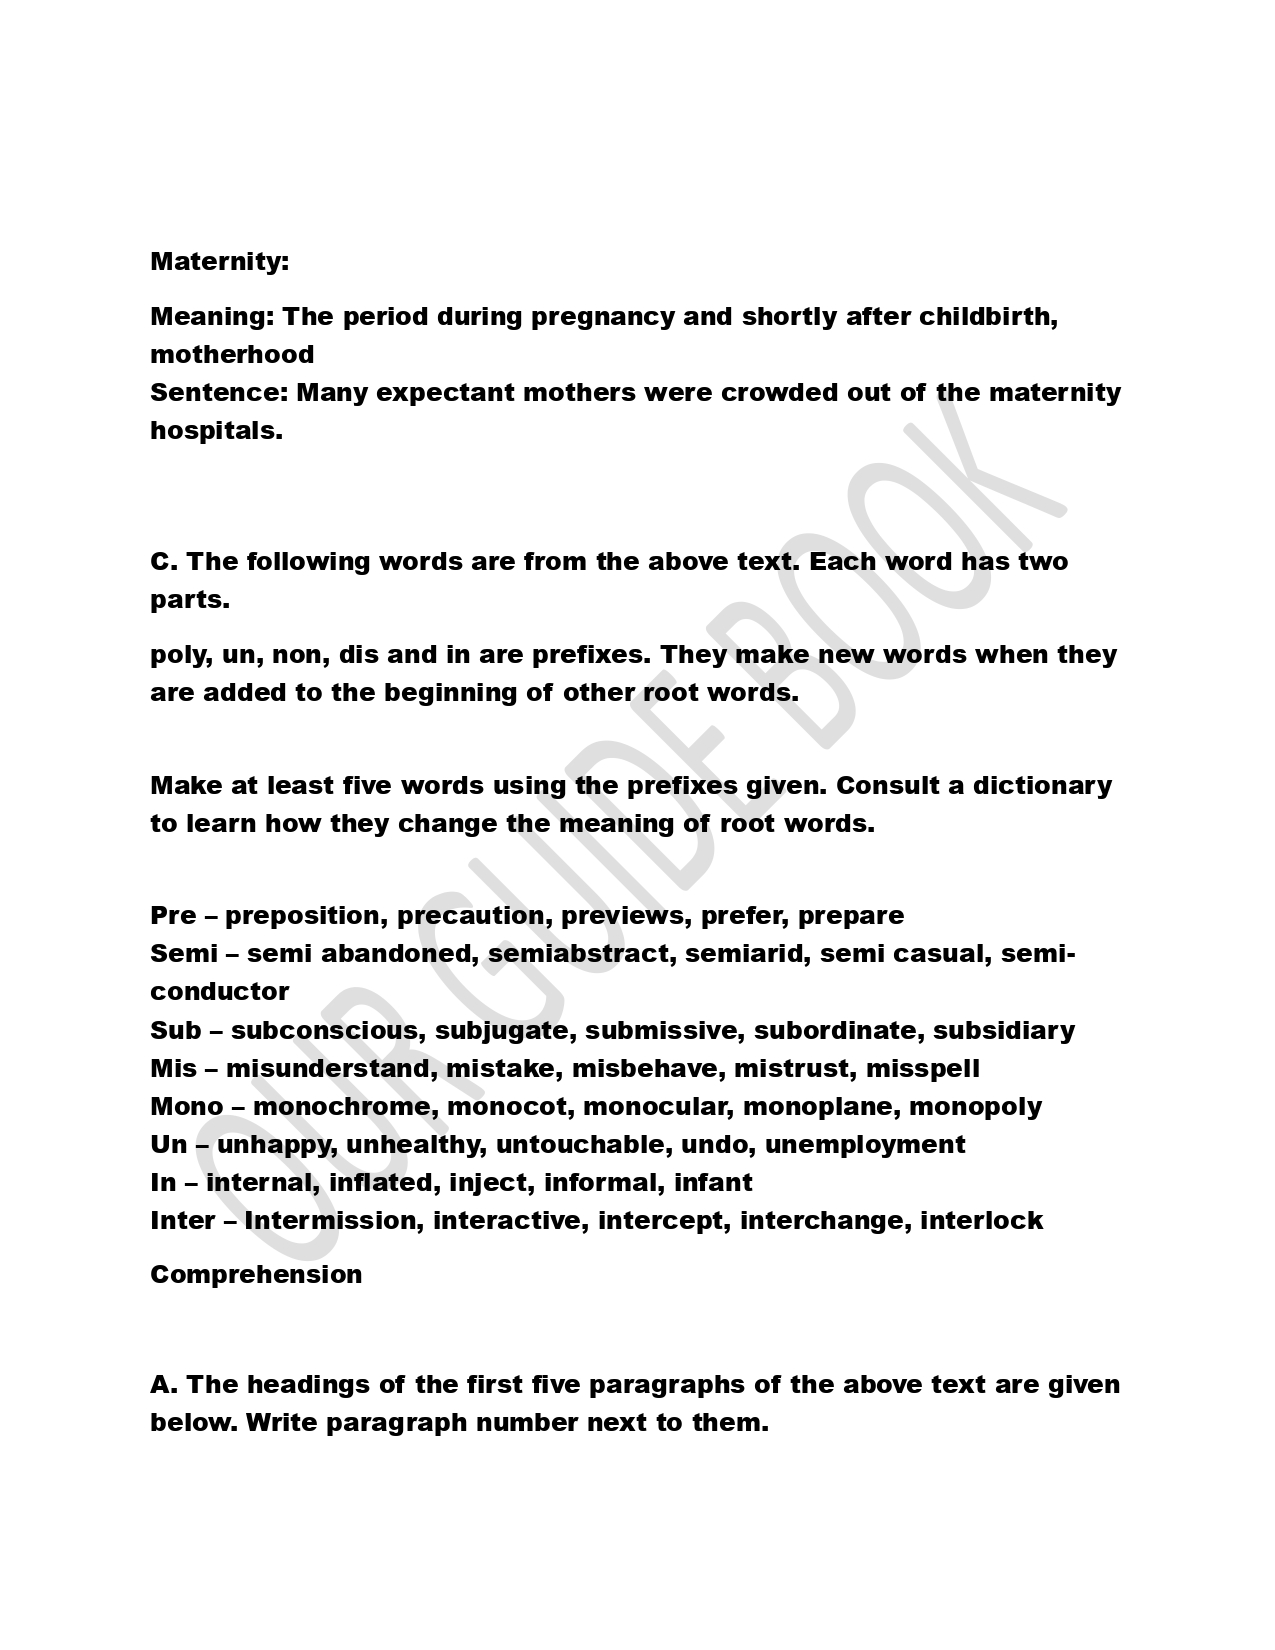 Maternity:
Meaning: The period during pregnancy and shortly after childbirth,
motherhood
Sentence: Many expectant mothers were crowded out of the maternity
hospitals.
C. The following words are from the above text. Each word has two
parts.
poly, un, non, dis and in are prefixes. They make new words when they
are added to the beginning of other root words.
Make at least five words using the prefixes given. Consult a dictionary
to learn how they change the meaning of root words.
Pre – preposition, precaution, previews, prefer, prepare
Semi – semi abandoned, semiabstract, semiarid, semi casual, semi-
conductor
Sub – subconscious, subjugate, submissive, subordinate, subsidiary
Mis – misunderstand, mistake, misbehave, mistrust, misspell
Mono – monochrome, monocot, monocular, monoplane, monopoly
Un – unhappy, unhealthy, untouchable, undo, unemployment
In – internal, inflated, inject, informal, infant
Inter – Intermission, interactive, intercept, interchange, interlock
Comprehension
A. The headings of the first five paragraphs of the above text are given
below. Write paragraph number next to them.
OUR GUIDE BOOK